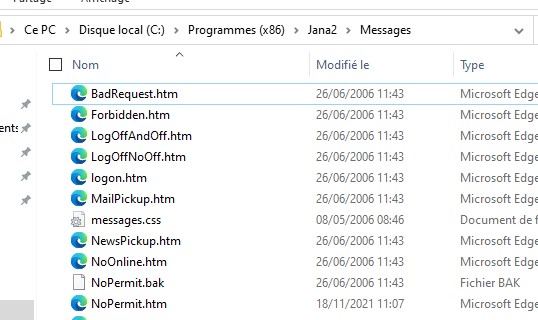 Partage Affichage
Ce PC > Disque local (C:) > Programmes (x86) > Jana2 > Messages
Nom Modifié le Type
BadRequest.htm 26/06/2006 11:43 Microsoft Edge
Forbidden.htm 26/06/2006 11:43 Microsoft Edge
LogOffAndOff.htm 26/06/2006 11:43 Microsoft Edge
ents LogOffNoOff.htm 26/06/2006 11:43 Microsoft Edge
logon.htm 26/06/2006 11:43 Microsoft Edge
MailPickup.htm 26/06/2006 11:43 Microsoft Edge
messages.css 08/05/2006 08:46 Document de f
NewsPickup.htm 26/06/2006 11:43 Microsoft Edge
NoOnline.htm 26/06/2006 11:43 Microsoft Edge
NoPermit.bak 26/06/2006 11:43 Fichier BAK
NoPermit.htm 18/11/2021 11:07 Microsoft Edge